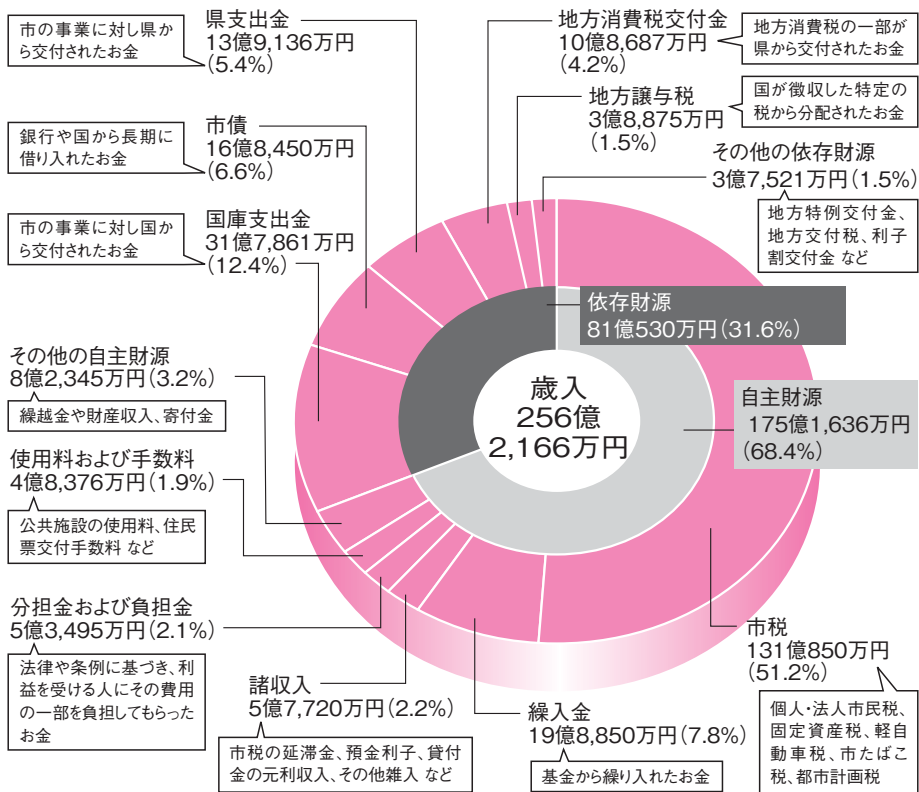 県支出金
13億9,136万円
(5.4%)
市の事業に対し県か
ら交付されたお金
地方消費税交付金
10億8,687万円
(4.2%)
地方消費税の一部が
県から交付されたお金
地方譲与税
3億8,875万円
(1.5%)
国が徴収した特定の
税から分配されたお金
市債
16億8,450万円
(6.6%)
銀行や国から長期に
借り入れたお金
その他の依存財源
3億7,521万円(1.5%)
地方特例交付金、
地方交付税、利子
割交付金 など
国庫支出金
31億7,861万円
(12.4%)
市の事業に対し国か
ら交付されたお金
依存財源
81億530万円(31.6%)
その他の自主財源
8億2,345万円(3.2%)
繰越金や財産収入、寄付金
歳入
256億
2,166万円
自主財源
175億1,636万円
(68.4%)
使用料および手数料
4億8,376万円(1.9%)
公共施設の使用料、住民
票交付手数料 など
分担金および負担金
5億3,495万円(2.1%)
法律や条例に基づき、利
益を受ける人にその費用
の一部を負担してもらった
お金
諸収入
5億7,720万円(2.2%)
市税の延滞金、預金利子、貸付
金の元利収入、その他雑入 など
繰入金
19億8,850万円(7.8%)
基金から繰り入れたお金
市税
131億850万円
(51.2%)
個人・法人市民税、
固定資産税、軽自
動車税、市たばこ
税、都市計画税